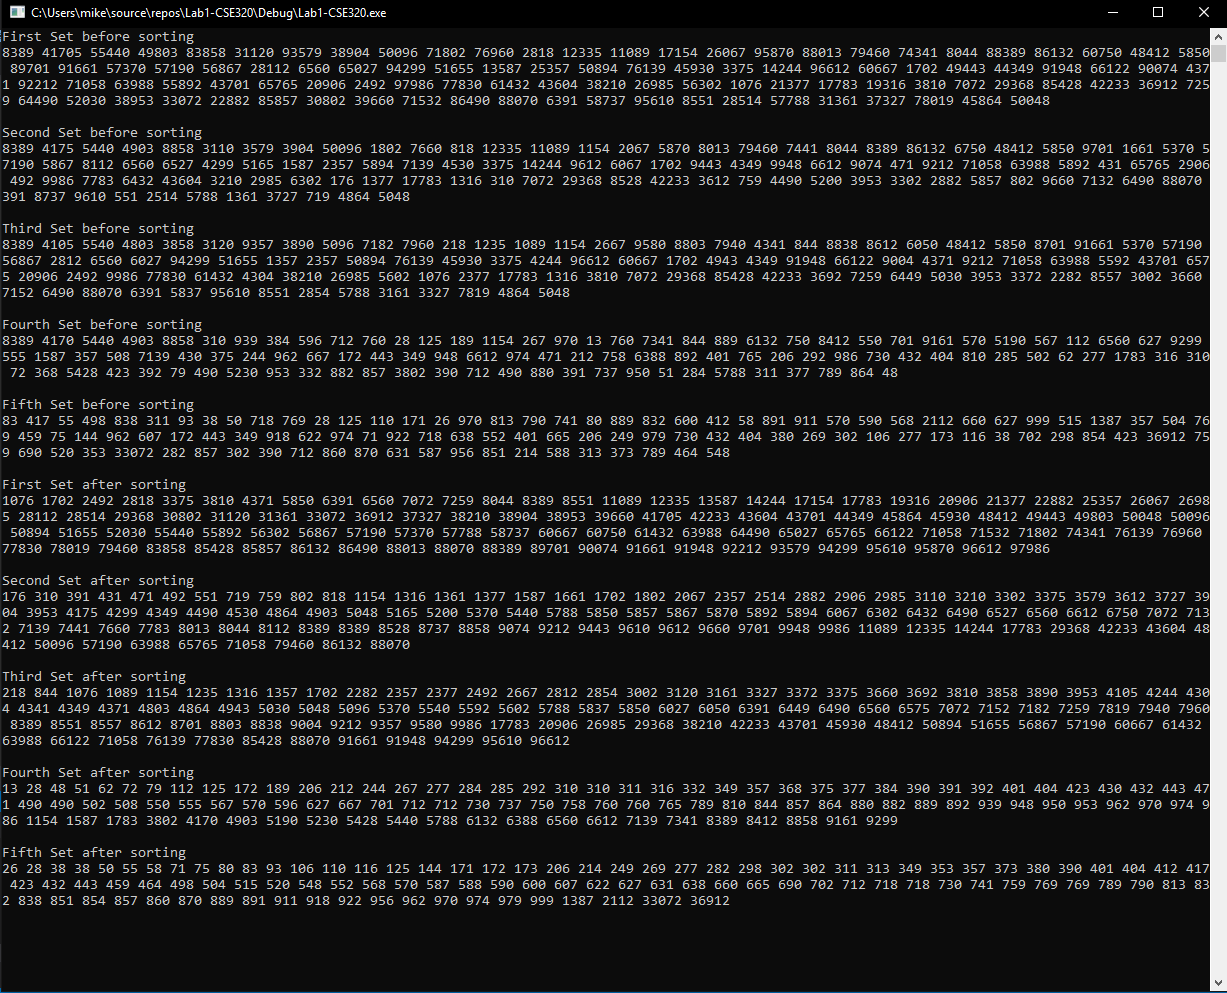 C:\Users\mike\source\repos\Lab1-CSE320\Debug\Lab1-CSE320.exe
First Set before sorting
8389 41705 55440 49803 83858 31120 93579 38904 50096 71802 76960 2818 12335 11089 17154 26067 95870 88013 79460 74341 8044 88389 86132 60750 48412 5850
 89701 91661 57370 57190 56867 28112 6560 65027 94299 51655 13587 25357 50894 76139 45930 3375 14244 96612 60667 1702 49443 44349 91948 66122 90074 437
1 92212 71058 63988 55892 43701 65765 20906 2492 97986 77830 61432 43604 38210 26985 56302 1076 21377 17783 19316 3810 7072 29368 85428 42233 36912 725
9 64490 52030 38953 33072 22882 85857 30802 39660 71532 86490 88070 6391 58737 95610 8551 28514 57788 31361 37327 78019 45864 50048
Second Set before sorting
8389 4175 5440 4903 8858 3110 3579 3904 50096 1802 7660 818 12335 11089 1154 2067 5870 8013 79460 7441 8044 8389 86132 6750 48412 5850 9701 1661 5370 5
7190 5867 8112 6560 6527 4299 5165 1587 2357 5894 7139 4530 3375 14244 9612 6067 1702 9443 4349 9948 6612 9074 471 9212 71058 63988 5892 431 65765 2906
 492 9986 7783 6432 43604 3210 2985 6302 176 1377 17783 1316 310 7072 29368 8528 42233 3612 759 4490 5200 3953 3302 2882 5857 802 9660 7132 6490 88070
391 8737 9610 551 2514 5788 1361 3727 719 4864 5048
Third Set before sorting
8389 4105 5540 4803 3858 3120 9357 3890 5096 7182 7960 218 1235 1089 1154 2667 9580 8803 7940 4341 844 8838 8612 6050 48412 5850 8701 91661 5370 57190
56867 2812 6560 6027 94299 51655 1357 2357 50894 76139 45930 3375 4244 96612 60667 1702 4943 4349 91948 66122 9004 4371 9212 71058 63988 5592 43701 657
5 20906 2492 9986 77830 61432 4304 38210 26985 5602 1076 2377 17783 1316 3810 7072 29368 85428 42233 3692 7259 6449 5030 3953 3372 2282 8557 3002 3660
7152 6490 88070 6391 5837 95610 8551 2854 5788 3161 3327 7819 4864 5048
Fourth Set before sorting
8389 4170 5440 4903 8858 310 939 384 596 712 760 28 125 189 1154 267 970 13 760 7341 844 889 6132 750 8412 550 701 9161 570 5190 567 112 6560 627 9299
555 1587 357 508 7139 430 375 244 962 667 172 443 349 948 6612 974 471 212 758 6388 892 401 765 206 292 986 730 432 404 810 285 502 62 277 1783 316 310
 72 368 5428 423 392 79 490 5230 953 332 882 857 3802 390 712 490 880 391 737 950 51 284 5788 311 377 789 864 48
Fifth Set before sorting
83 417 55 498 838 311 93 38 50 718 769 28 125 110 171 26 970 813 790 741 80 889 832 600 412 58 891 911 570 590 568 2112 660 627 999 515 1387 357 504 76
9 459 75 144 962 607 172 443 349 918 622 974 71 922 718 638 552 401 665 206 249 979 730 432 404 380 269 302 106 277 173 116 38 702 298 854 423 36912 75
9 690 520 353 33072 282 857 302 390 712 860 870 631 587 956 851 214 588 313 373 789 464 548
First Set after sorting
1076 1702 2492 2818 3375 3810 4371 5850 6391 6560 7072 7259 8044 8389 8551 11089 12335 13587 14244 17154 17783 19316 20906 21377 22882 25357 26067 2698
5 28112 28514 29368 30802 31120 31361 33072 36912 37327 38210 38904 38953 39660 41705 42233 43604 43701 44349 45864 45930 48412 49443 49803 50048 50096
 50894 51655 52030 55440 55892 56302 56867 57190 57370 57788 58737 60667 60750 61432 63988 64490 65027 65765 66122 71058 71532 71802 74341 76139 76960
77830 78019 79460 83858 85428 85857 86132 86490 88013 88070 88389 89701 90074 91661 91948 92212 93579 94299 95610 95870 96612 97986
Second Set after sorting
176 310 391 431 471 492 551 719 759 802 818 1154 1316 1361 1377 1587 1661 1702 1802 2067 2357 2514 2882 2906 2985 3110 3210 3302 3375 3579 3612 3727 39
04 3953 4175 4299 4349 4490 4530 4864 4903 5048 5165 5200 5370 5440 5788 5850 5857 5867 5870 5892 5894 6067 6302 6432 6490 6527 6560 6612 6750 7072 713
2 7139 7441 7660 7783 8013 8044 8112 8389 8389 8528 8737 8858 9074 9212 9443 9610 9612 9660 9701 9948 9986 11089 12335 14244 17783 29368 42233 43604 48
412 50096 57190 63988 65765 71058 79460 86132 88070
Third Set after sorting
218 844 1076 1089 1154 1235 1316 1357 1702 2282 2357 2377 2492 2667 2812 2854 3002 3120 3161 3327 3372 3375 3660 3692 3810 3858 3890 3953 4105 4244 430
4 4341 4349 4371 4803 4864 4943 5030 5048 5096 5370 5540 5592 5602 5788 5837 5850 6027 6050 6391 6449 6490 6560 6575 7072 7152 7182 7259 7819 7940 7960
 8389 8551 8557 8612 8701 8803 8838 9004 9212 9357 9580 9986 17783 20906 26985 29368 38210 42233 43701 45930 48412 50894 51655 56867 57190 60667 61432
63988 66122 71058 76139 77830 85428 88070 91661 91948 94299 95610 96612
Fourth Set after sorting
13 28 48 51 62 72 79 112 125 172 189 206 212 244 267 277 284 285 292 310 310 311 316 332 349 357 368 375 377 384 390 391 392 401 404 423 430 432 443 47
1 490 490 502 508 550 555 567 570 596 627 667 701 712 712 730 737 750 758 760 760 765 789 810 844 857 864 880 882 889 892 939 948 950 953 962 970 974 9
86 1154 1587 1783 3802 4170 4903 5190 5230 5428 5440 5788 6132 6388 6560 6612 7139 7341 8389 8412 8858 9161 9299
Fifth Set after sorting
26 28 38 38 50 55 58 71 75 80 83 93 106 110 116 125 144 171 172 173 206 214 249 269 277 282 298 302 302 311 313 349 353 357 373 380 390 401 404 412 417
 423 432 443 459 464 498 504 515 520 548 552 568 570 587 588 590 600 607 622 627 631 638 660 665 690 702 712 718 718 730 741 759 769 769 789 790 813 83
2 838 851 854 857 860 870 889 891 911 918 922 956 962 970 974 979 999 1387 2112 33072 36912